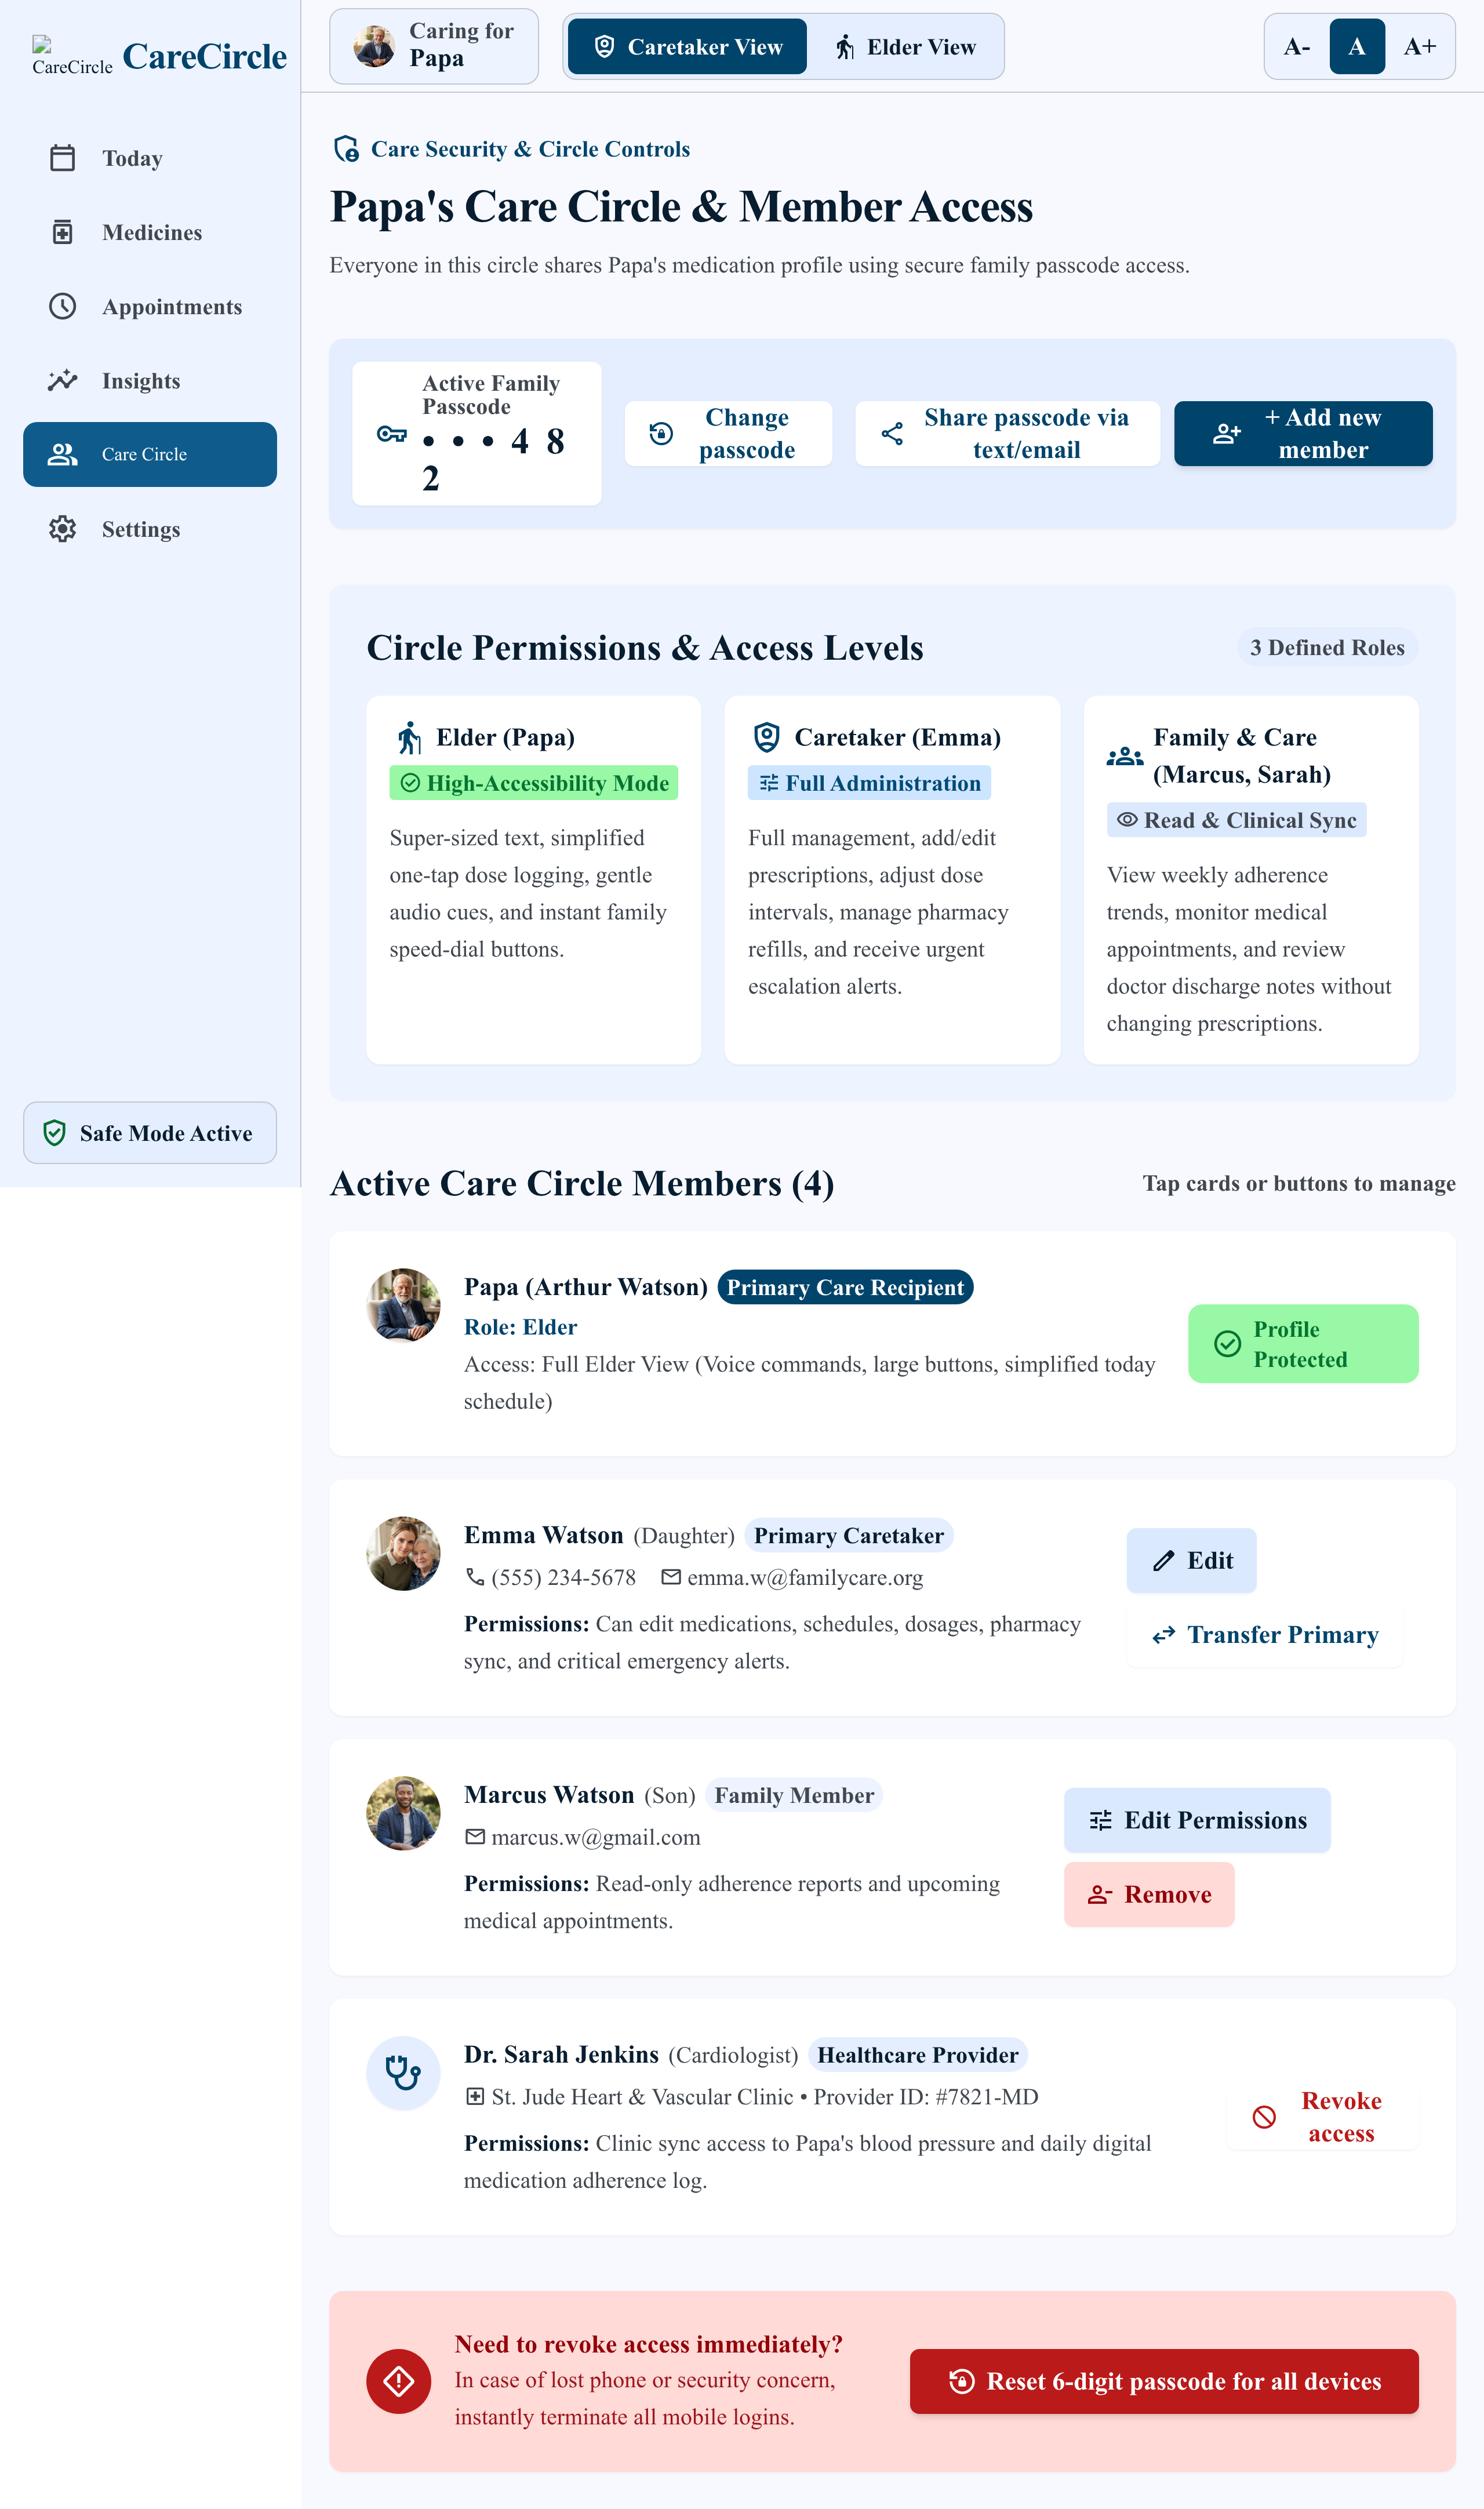 CareCircle CareCircle
Today
Medicines
Appointments
Insights
Care Circle
Settings
Safe Mode Active
Caring for
Papa
Caretaker View
Elder View
A-
A
A+
Care Security & Circle Controls
Papa's Care Circle & Member Access
Everyone in this circle shares Papa's medication profile using secure family passcode access.
Active Family
Passcode
• • • 4 8
2
Change
passcode
Share passcode via
text/email
+ Add new
member
Circle Permissions & Access Levels
3 Defined Roles
Elder (Papa)
High-Accessibility Mode
Super-sized text, simplified
one-tap dose logging, gentle
audio cues, and instant family
speed-dial buttons.
Caretaker (Emma)
Full Administration
Full management, add/edit
prescriptions, adjust dose
intervals, manage pharmacy
refills, and receive urgent
escalation alerts.
Family & Care
(Marcus, Sarah)
Read & Clinical Sync
View weekly adherence
trends, monitor medical
appointments, and review
doctor discharge notes without
changing prescriptions.
Active Care Circle Members (4)
Tap cards or buttons to manage
Papa (Arthur Watson) Primary Care Recipient
Role: Elder
Access: Full Elder View (Voice commands, large buttons, simplified today
schedule)
Profile
Protected
Emma Watson (Daughter) Primary Caretaker
(555) 234-5678 emma.w@familycare.org
Permissions: Can edit medications, schedules, dosages, pharmacy
sync, and critical emergency alerts.
Edit
Transfer Primary
Marcus Watson (Son) Family Member
marcus.w@gmail.com
Permissions: Read-only adherence reports and upcoming
medical appointments.
Edit Permissions
Remove
Dr. Sarah Jenkins (Cardiologist) Healthcare Provider
St. Jude Heart & Vascular Clinic • Provider ID: #7821-MD
Permissions: Clinic sync access to Papa's blood pressure and daily digital
medication adherence log.
Revoke
access
Need to revoke access immediately?
In case of lost phone or security concern,
instantly terminate all mobile logins.
Reset 6-digit passcode for all devices